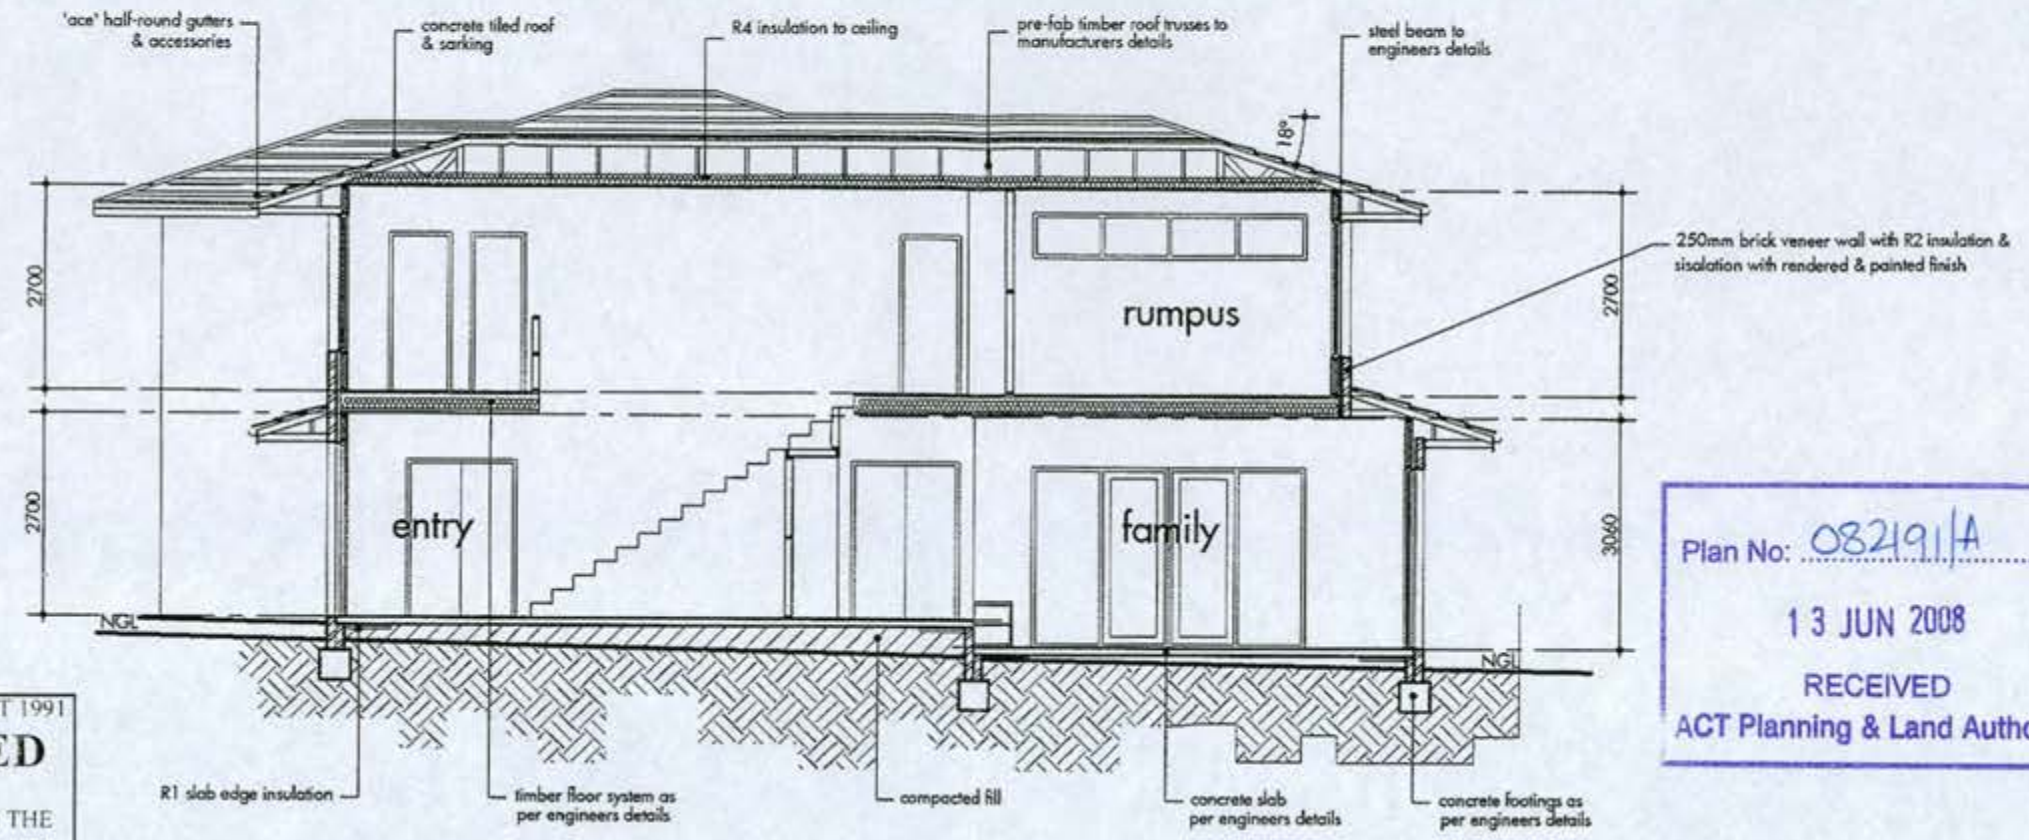 'ace' half-round gutters
& accessories
concrete tiled roof
& sarking
R4 insulation to ceiling
pre-fab timber roof trusses to
manufacturers details
steel beam to
engineers details
18°
2700
2700
rumpus
250mm brick veneer wall with R2 insulation &
sisalation with rendered & painted finish
2700
3060
entry
family
NGL
NGL
Plan No: 082191/A
13 JUN 2008
RECEIVED
ACT Planning & Land Autho
T 1991
ED
THE
R1 slab edge insulation
timber floor system as
per engineers details
compacted fill
concrete slab
per engineers details
concrete footings as
per engineers details